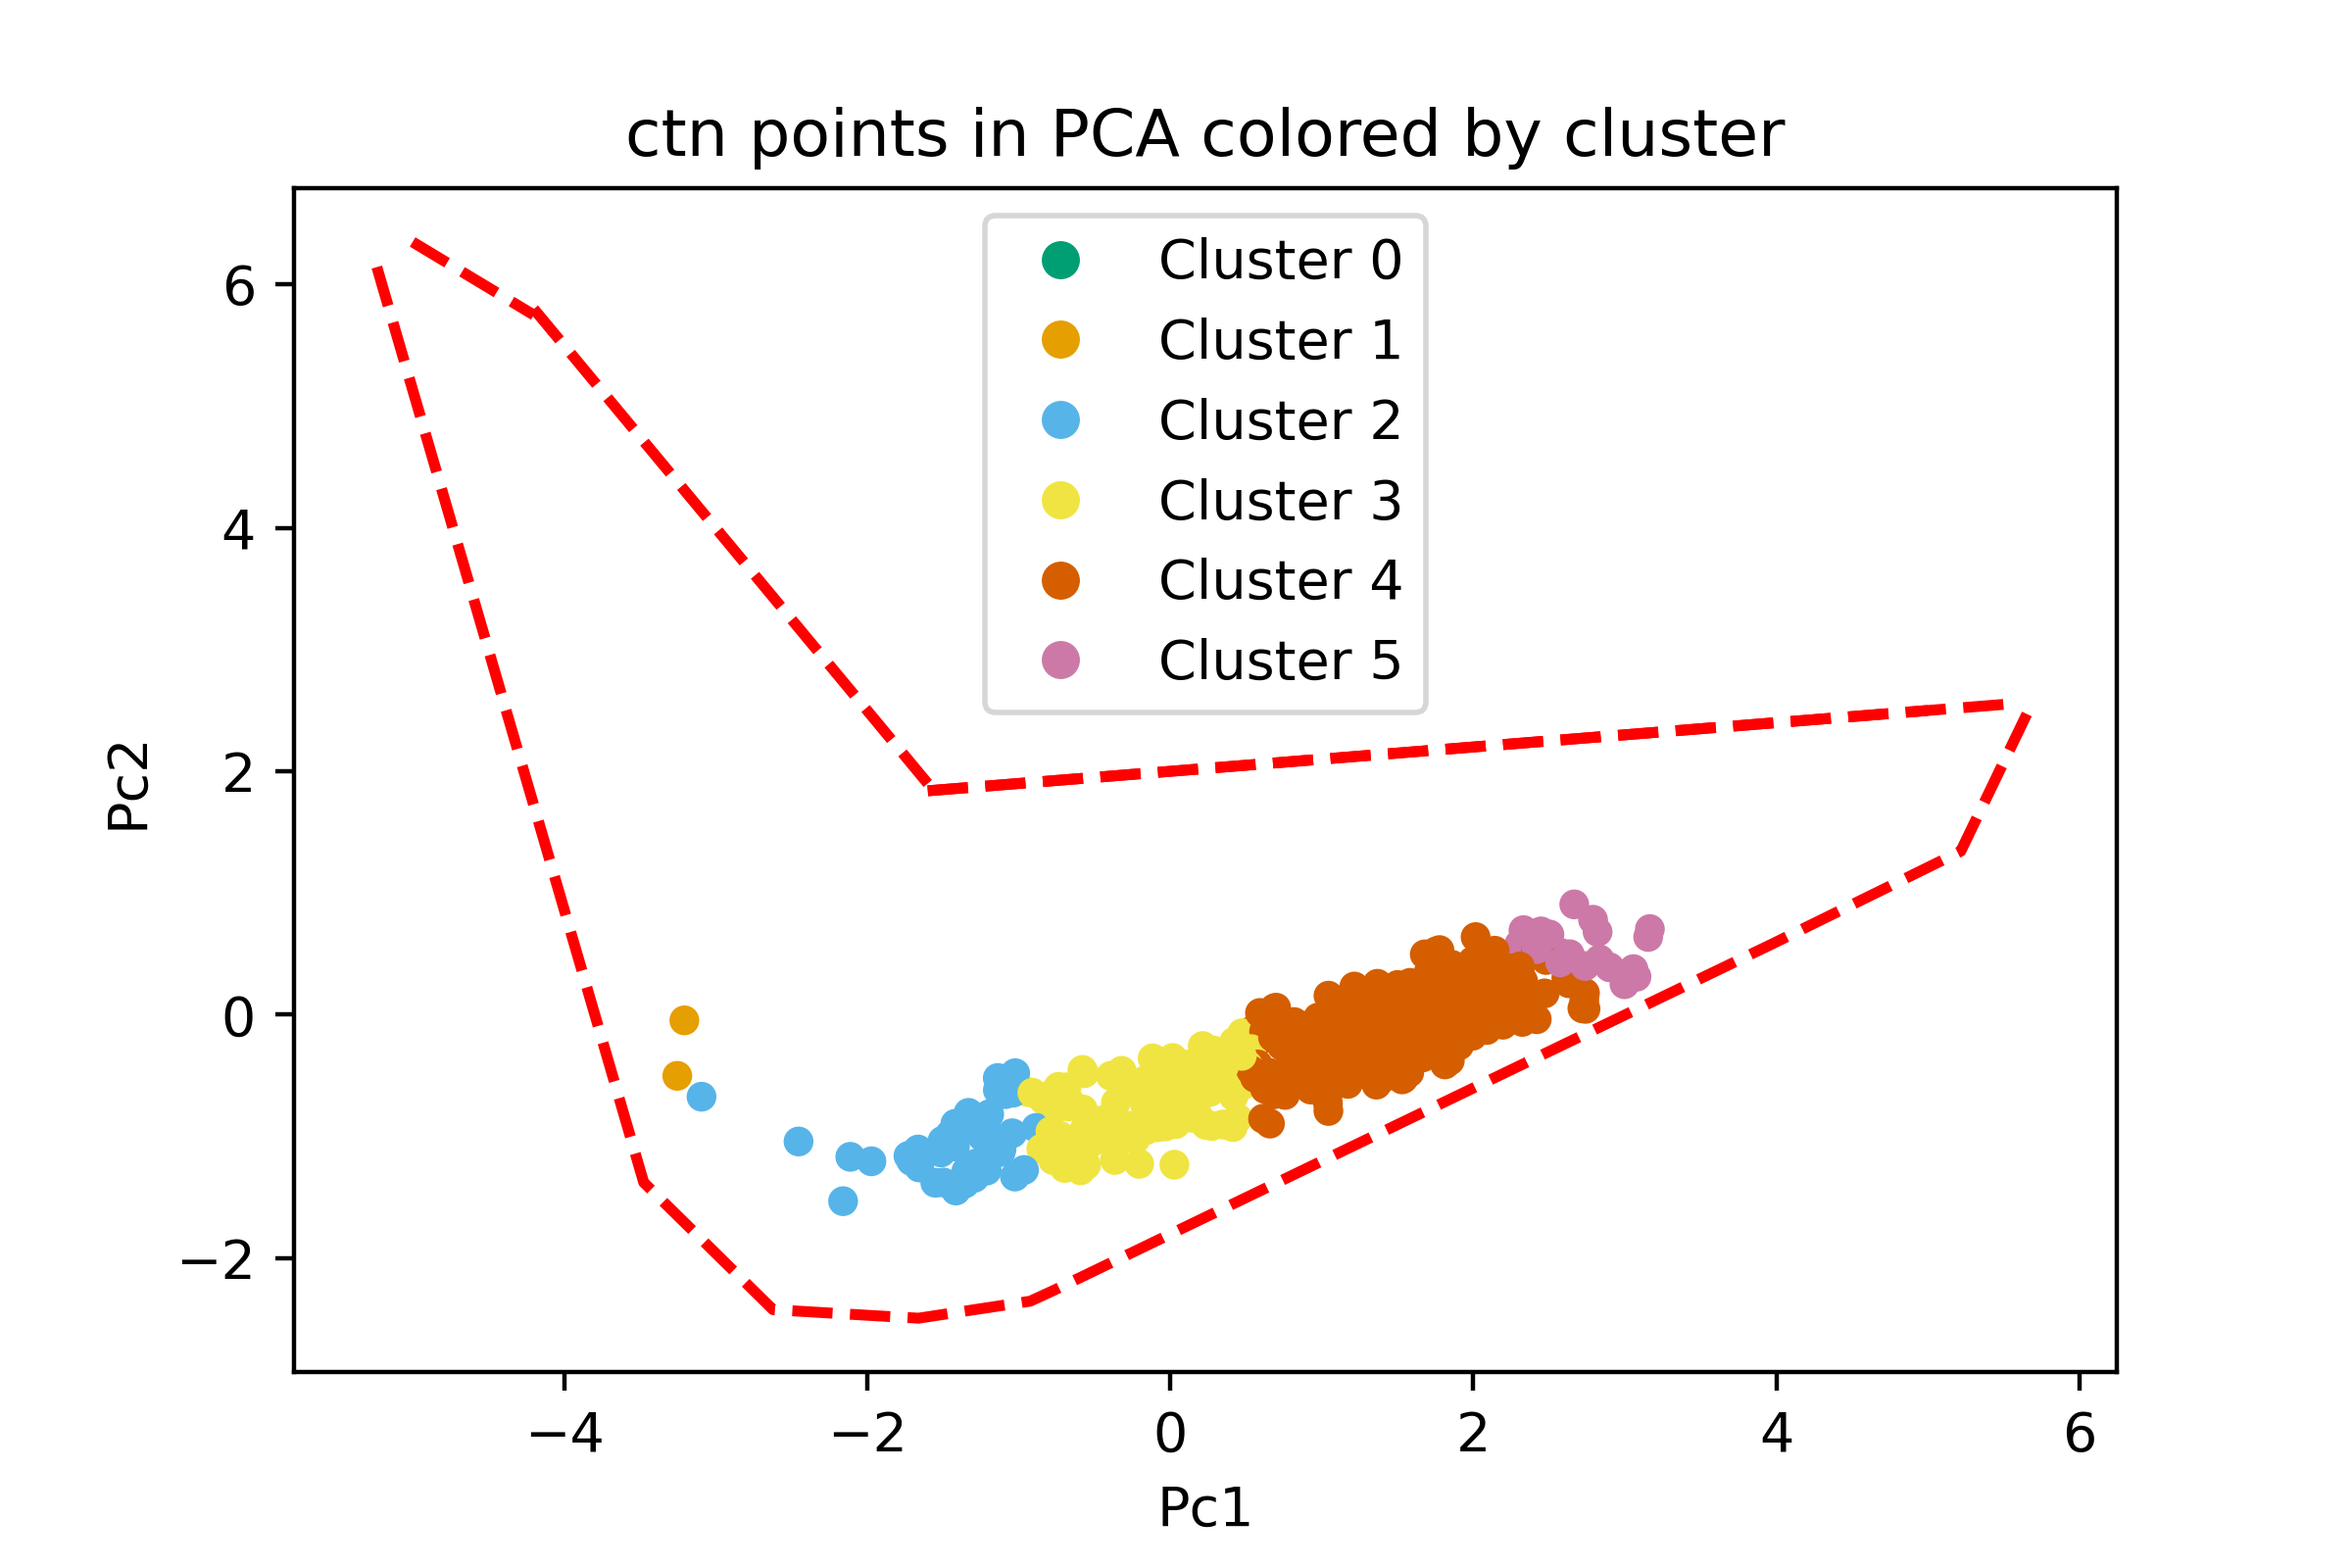 ctn points in PCA colored by cluster
Cluster 0
Cluster 1
Cluster 2
Cluster 3
Cluster 4
Cluster 5
6
4
2
0
−2
Pc2
−4 −2 0 2 4 6
Pc1